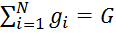 ∑_{i=1}^{N} g_i = G